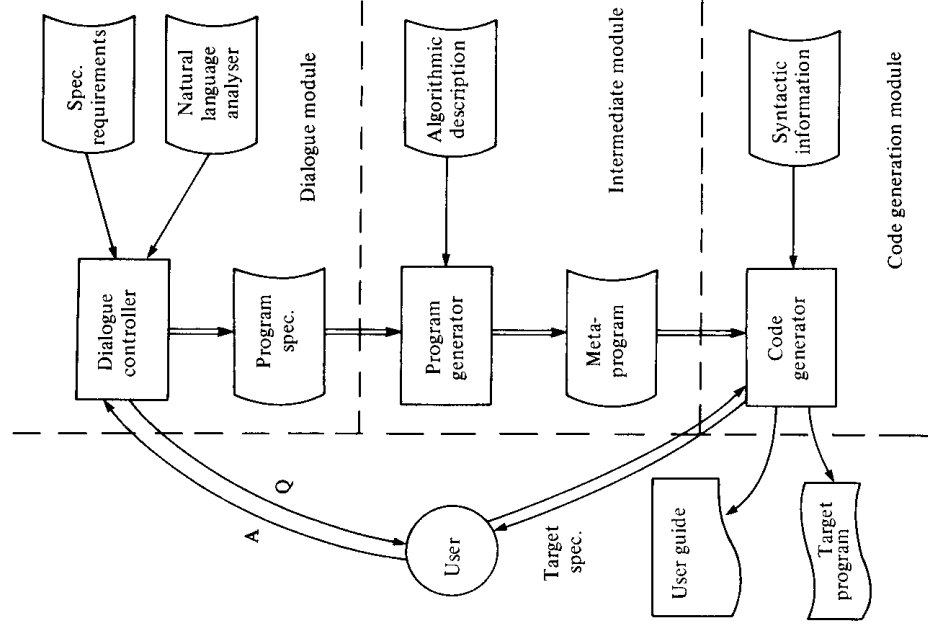 Spec.
requirements
Natural
language
analyser
Dialogue
controller
Program
spec.
Dialogue module
A
Q
User
Algorithmic
description
Program
generator
Meta-
program
Intermediate module
Target
spec.
Syntactic
information
Code
generator
Code generation module
User guide
Target
program